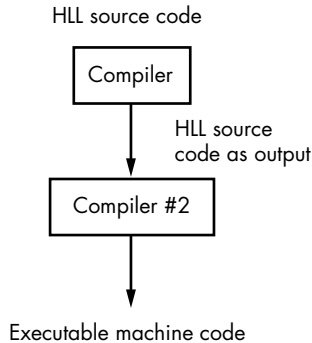 HLL source code
Compiler
HLL source
code as output
Compiler #2
Executable machine code